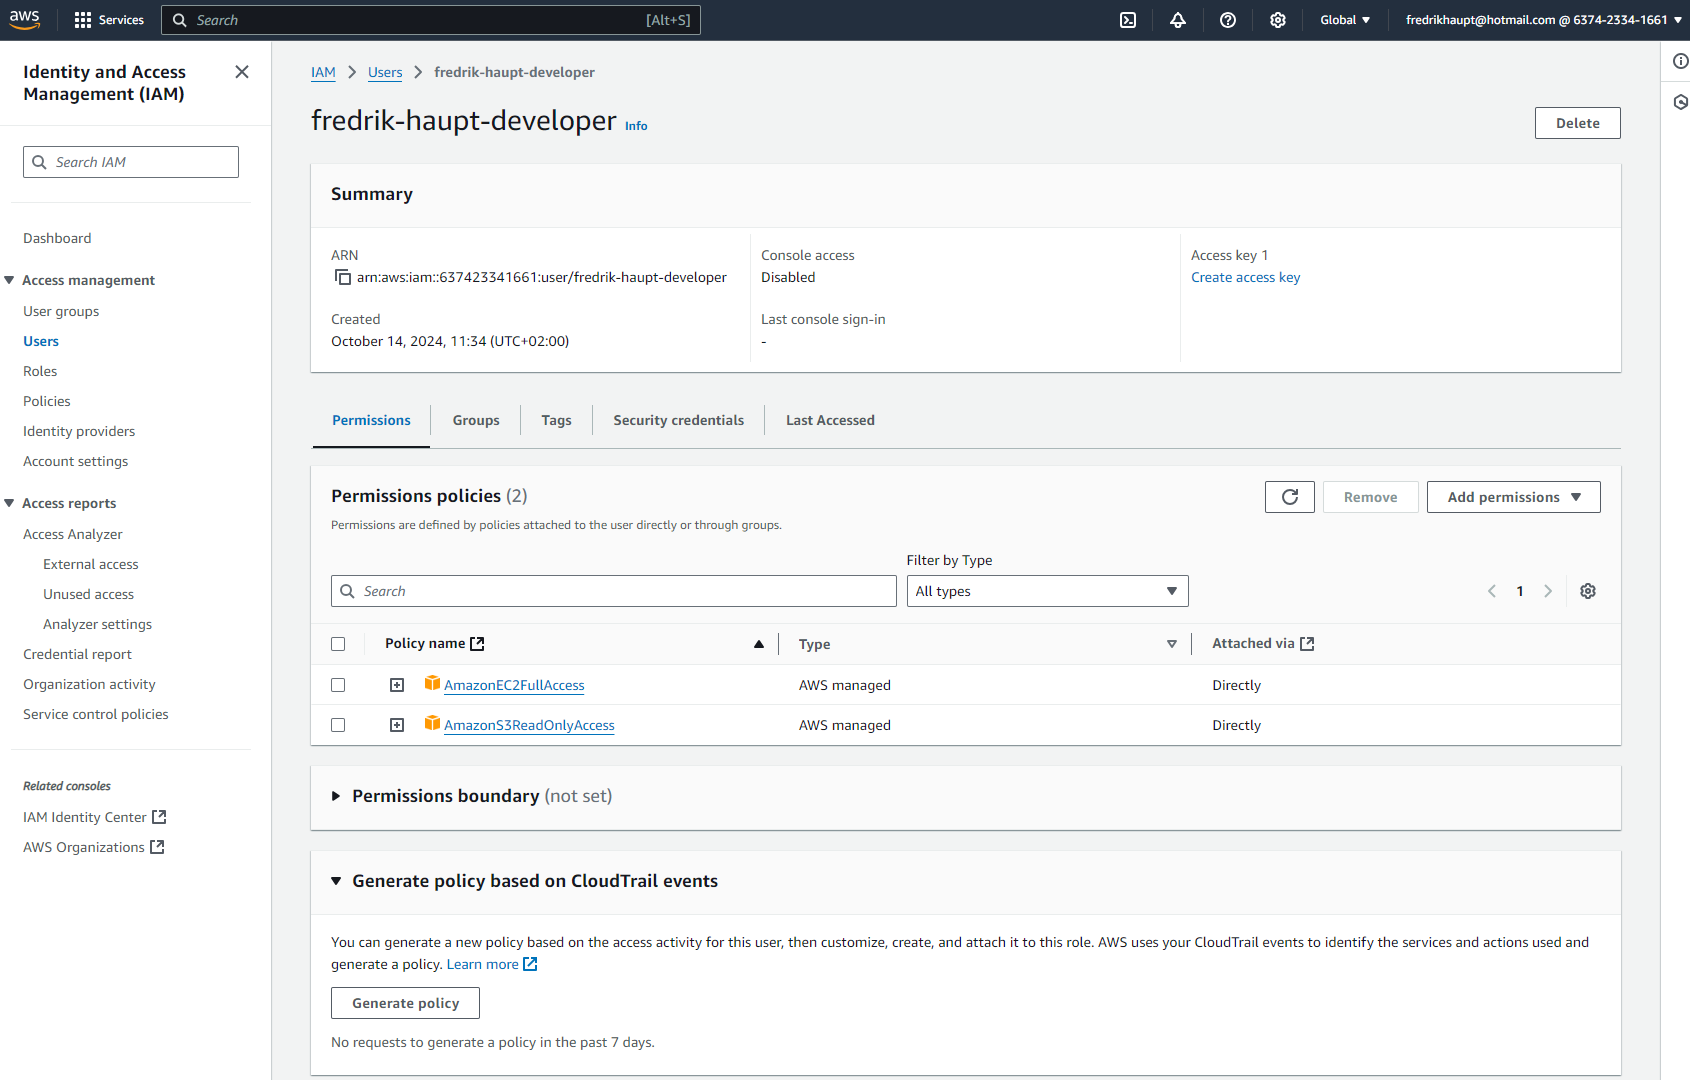 aws
Services
Search
[Alt+S]
Global
fredrikhaupt@hotmail.com @ 6374-2334-1661
Identity and Access
Management (IAM)
Search IAM
Dashboard
Access management
User groups
Users
Roles
Policies
Identity providers
Account settings
Access reports
Access Analyzer
External access
Unused access
Analyzer settings
Credential report
Organization activity
Service control policies
Related consoles
IAM Identity Center
AWS Organizations
IAM
Users
fredrik-haupt-developer
fredrik-haupt-developer Info
Delete
Summary
ARN
arn:aws:iam::637423341661:user/fredrik-haupt-developer
Created
October 14, 2024, 11:34 (UTC+02:00)
Console access
Disabled
Last console sign-in
-
Access key 1
Create access key
Permissions
Groups
Tags
Security credentials
Last Accessed
Permissions policies (2)
Permissions are defined by policies attached to the user directly or through groups.
Remove
Add permissions
Filter by Type
Search
All types
1
Policy name
Type
Attached via
AmazonEC2FullAccess
AWS managed
Directly
AmazonS3ReadOnlyAccess
AWS managed
Directly
Permissions boundary (not set)
Generate policy based on CloudTrail events
You can generate a new policy based on the access activity for this user, then customize, create, and attach it to this role. AWS uses your CloudTrail events to identify the services and actions used and
generate a policy. Learn more
Generate policy
No requests to generate a policy in the past 7 days.